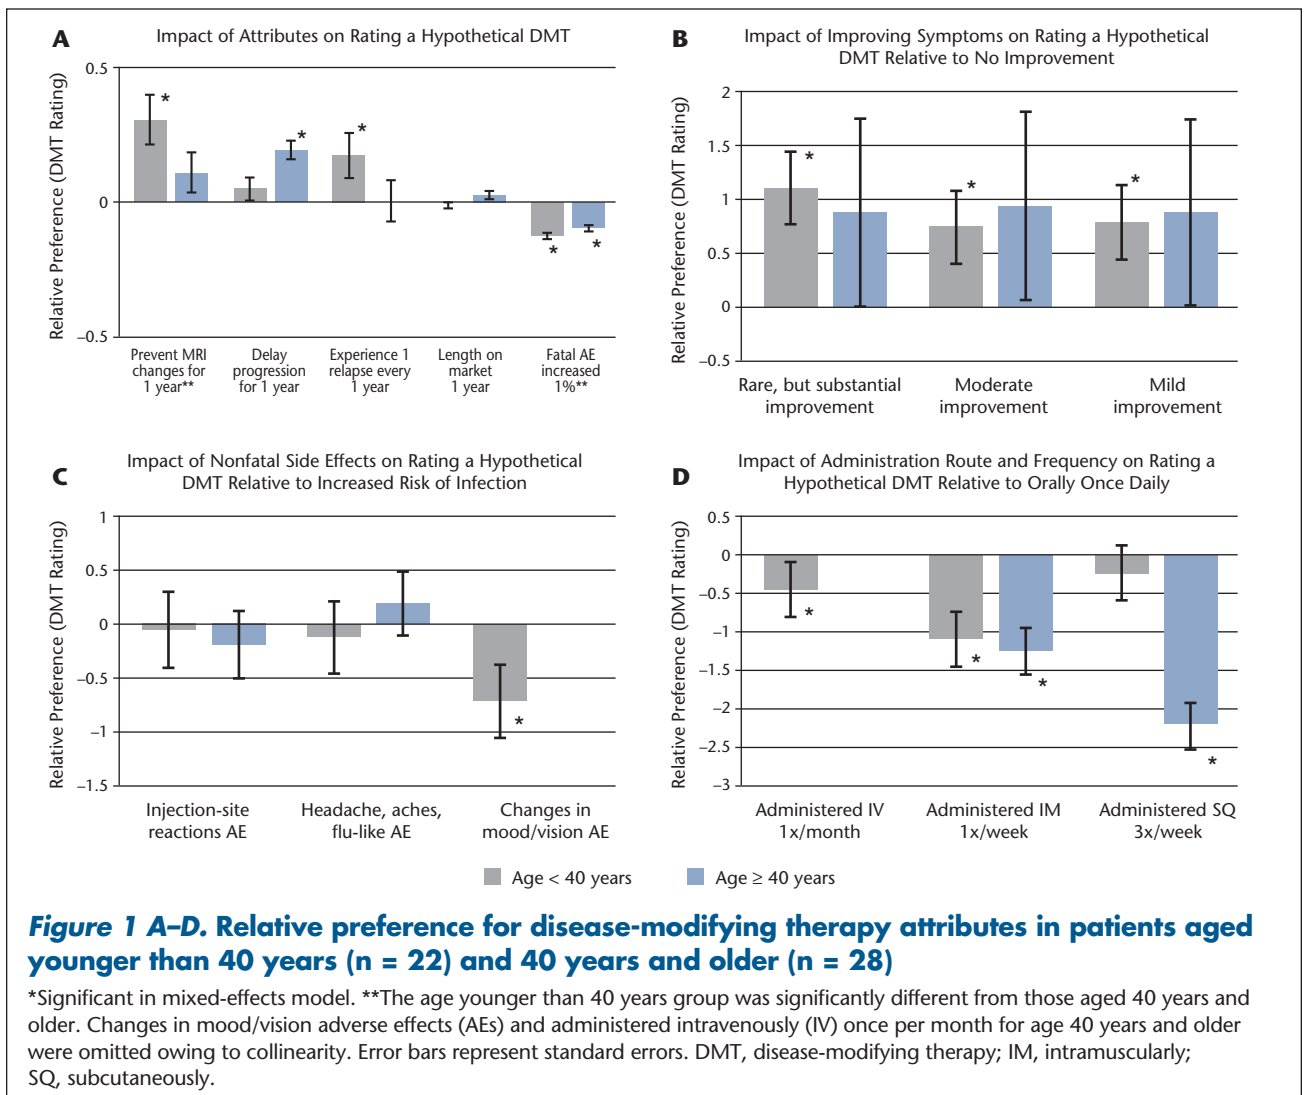 A
Impact of Attributes on Rating a Hypothetical DMT
Relative Preference (DMT Rating)
0.5
0
–0.5
*
*
*
*
*
Prevent MRI
changes for
1 year**
Delay
progression
for 1 year
Experience 1
relapse every
1 year
Length on
market
1 year
Fatal AE
increased
1%**
B
Impact of Improving Symptoms on Rating a Hypothetical
DMT Relative to No Improvement
Relative Preference (DMT Rating)
2
1.5
1
0.5
0
–0.5
*
*
*
Rare, but substantial
improvement
Moderate
improvement
Mild
improvement
C
Impact of Nonfatal Side Effects on Rating a Hypothetical
DMT Relative to Increased Risk of Infection
Relative Preference (DMT Rating)
1
0.5
0
–0.5
–1
–1.5
*
Injection-site
reactions AE
Headache, aches,
flu-like AE
Changes in
mood/vision AE
D
Impact of Administration Route and Frequency on Rating a
Hypothetical DMT Relative to Orally Once Daily
Relative Preference (DMT Rating)
0.5
0
–0.5
–1
–1.5
–2
–2.5
–3
*
*
*
*
Administered IV
1x/month
Administered IM
1x/week
Administered SQ
3x/week
Age < 40 years
Age ≥ 40 years
Figure 1 A–D. Relative preference for disease-modifying therapy attributes in patients aged
younger than 40 years (n = 22) and 40 years and older (n = 28)
*Significant in mixed-effects model. **The age younger than 40 years group was significantly different from those aged 40 years and
older. Changes in mood/vision adverse effects (AEs) and administered intravenously (IV) once per month for age 40 years and older
were omitted owing to collinearity. Error bars represent standard errors. DMT, disease-modifying therapy; IM, intramuscularly;
SQ, subcutaneously.